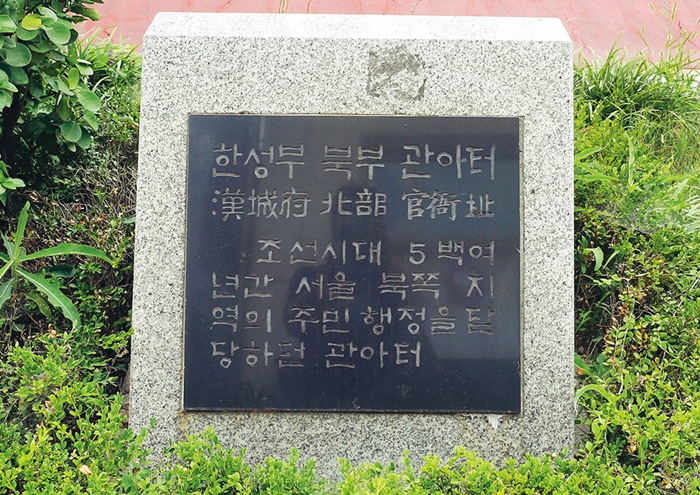 한성부 북부 관아터
漢城府 北部 官衙址
조선시대 5백여
년간 서울 북쪽 지
역의 주민 행정을 담
당하던 관아터